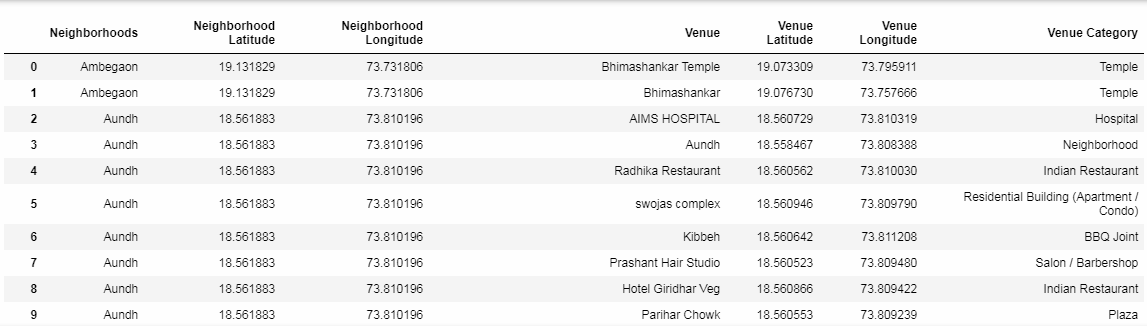 Neighborhoods Neighborhood Latitude Neighborhood Longitude Venue Venue Latitude Venue Longitude Venue Category
0 Ambegaon 19.131829 73.731806 Bhimashankar Temple 19.073309 73.795911 Temple
1 Ambegaon 19.131829 73.731806 Bhimashankar 19.076730 73.757666 Temple
2 Aundh 18.561883 73.810196 AIMS HOSPITAL 18.560729 73.810319 Hospital
3 Aundh 18.561883 73.810196 Aundh 18.558467 73.808388 Neighborhood
4 Aundh 18.561883 73.810196 Radhika Restaurant 18.560562 73.810030 Indian Restaurant
5 Aundh 18.561883 73.810196 swojas complex 18.560946 73.809790 Residential Building (Apartment / Condo)
6 Aundh 18.561883 73.810196 Kibbeh 18.560642 73.811208 BBQ Joint
7 Aundh 18.561883 73.810196 Prashant Hair Studio 18.560523 73.809480 Salon / Barbershop
8 Aundh 18.561883 73.810196 Hotel Giridhar Veg 18.560866 73.809422 Indian Restaurant
9 Aundh 18.561883 73.810196 Parihar Chowk 18.560553 73.809239 Plaza